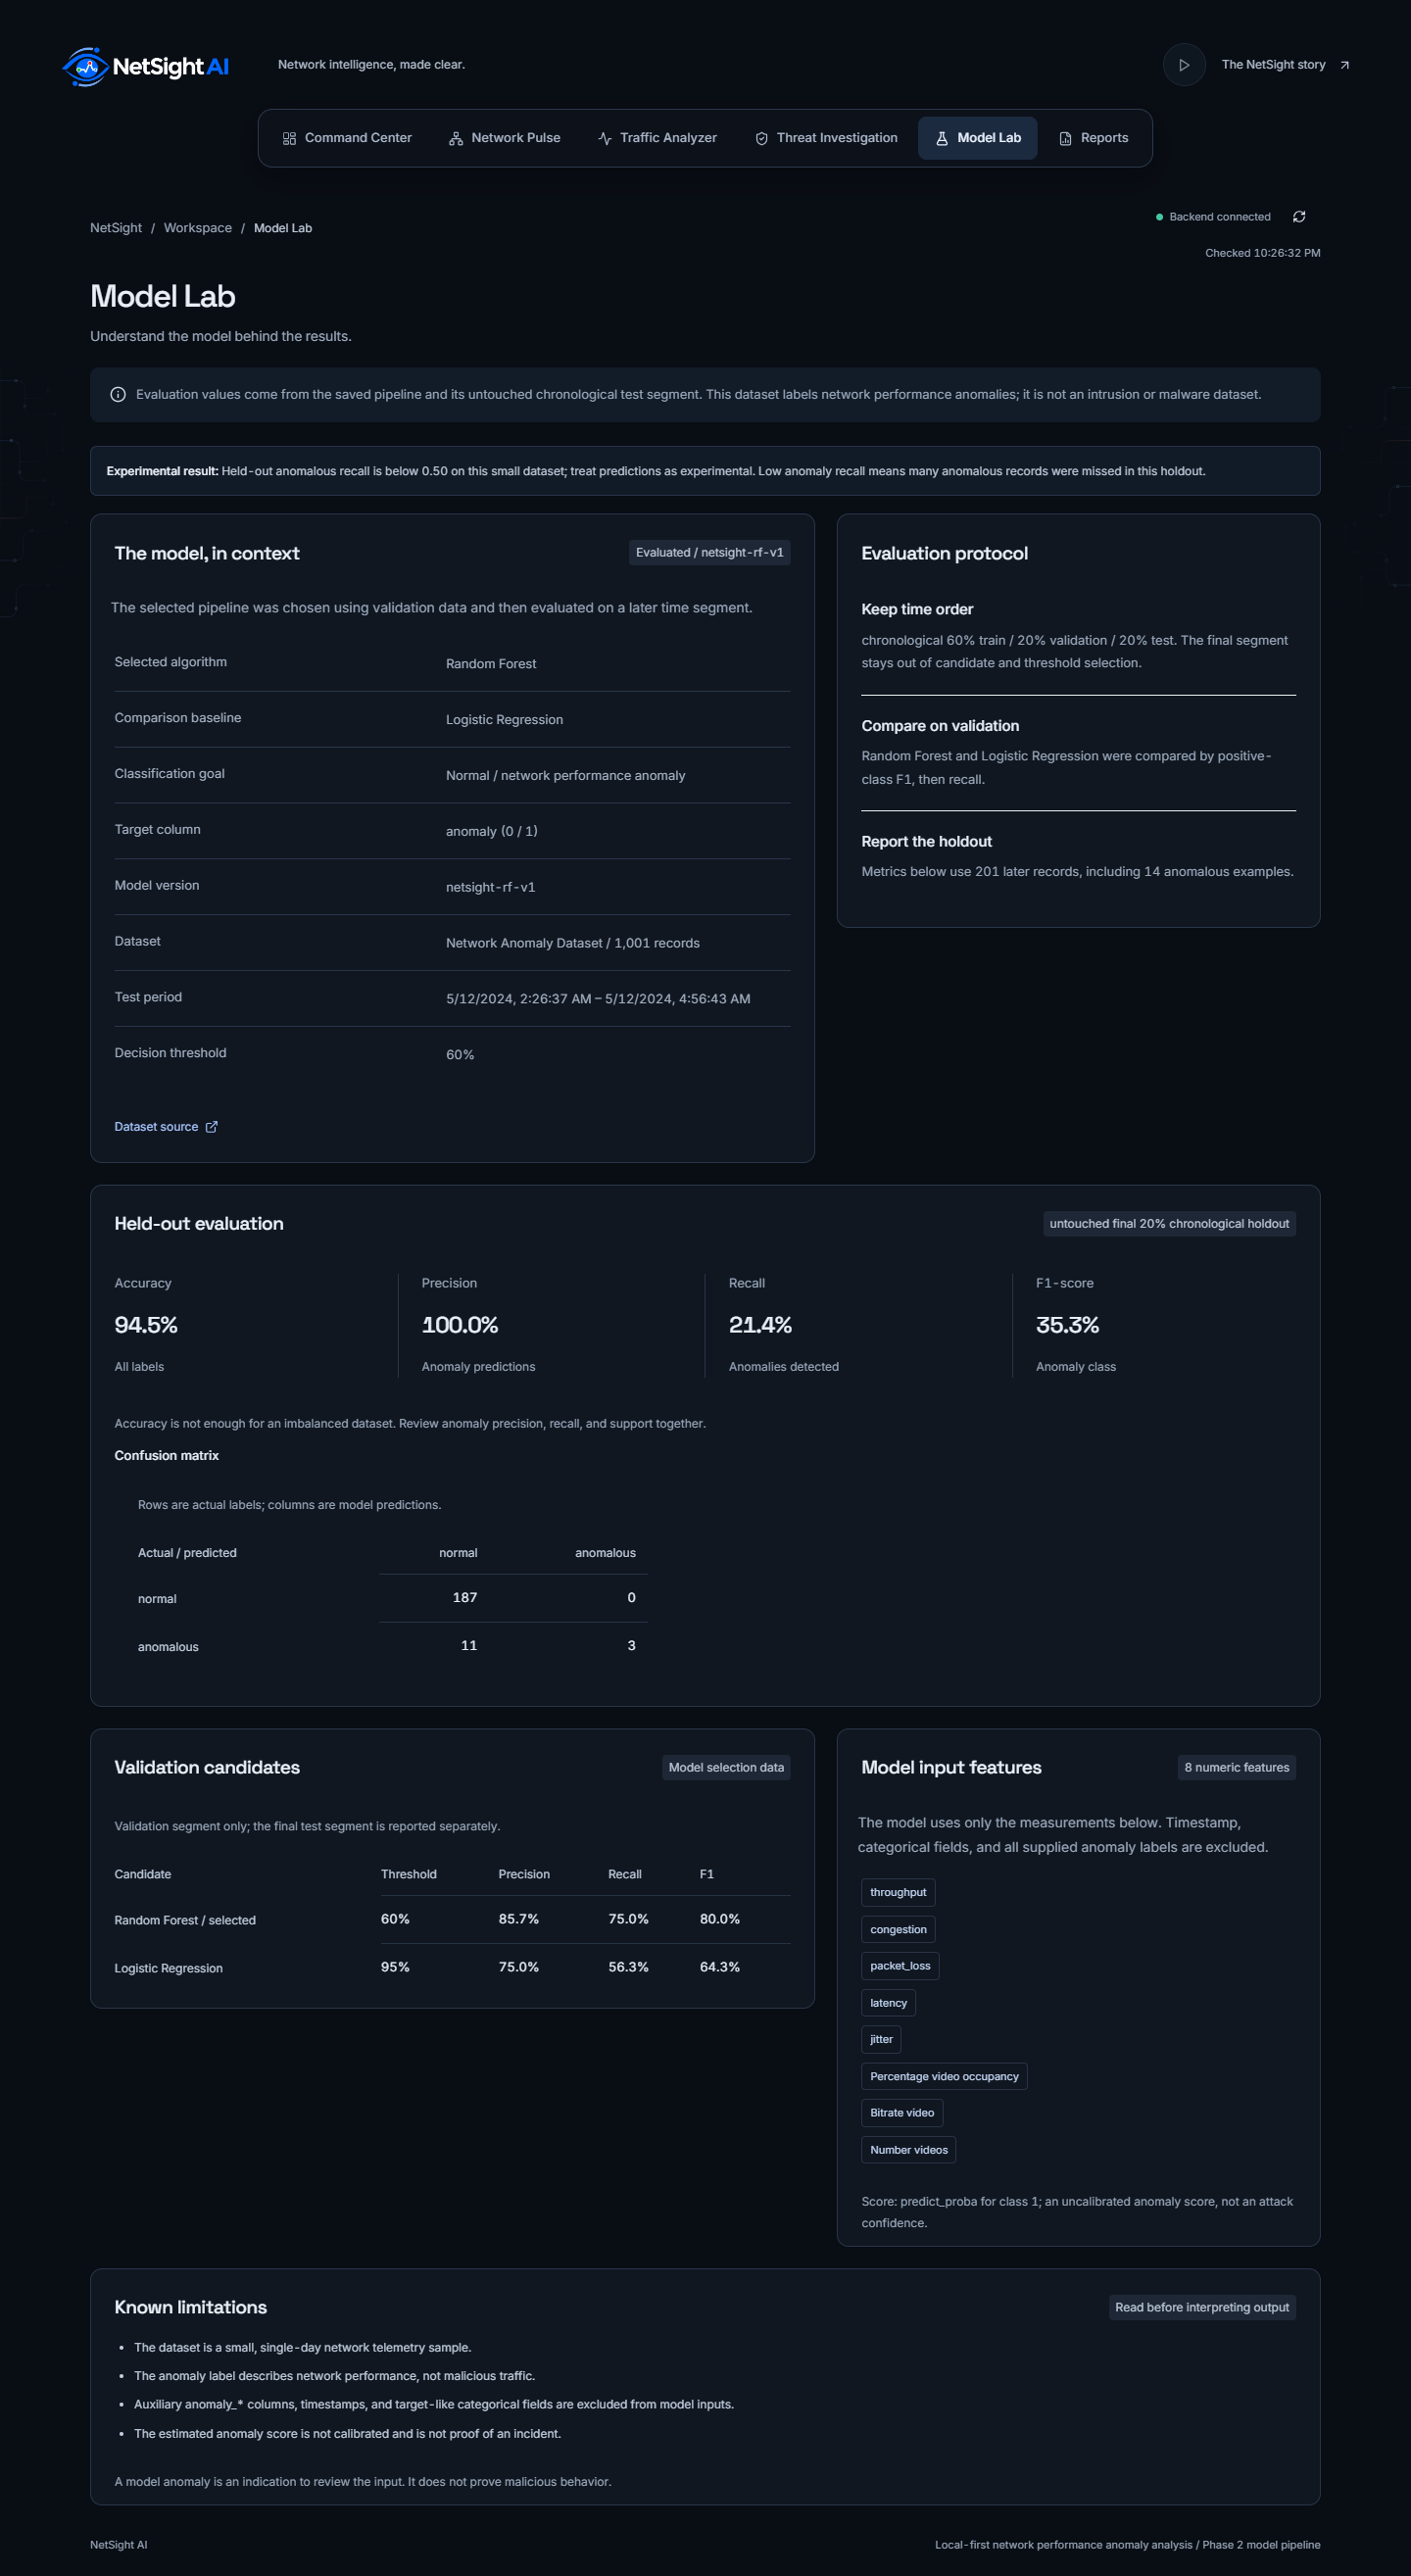 NetSight AI
Network intelligence, made clear.
The NetSight story
Command Center
Network Pulse
Traffic Analyzer
Threat Investigation
Model Lab
Reports
NetSight / Workspace / Model Lab
Backend connected
Checked 10:26:32 PM
Model Lab
Understand the model behind the results.
Evaluation values come from the saved pipeline and its untouched chronological test segment. This dataset labels network performance anomalies; it is not an intrusion or malware dataset.
Experimental result: Held-out anomalous recall is below 0.50 on this small dataset; treat predictions as experimental. Low anomaly recall means many anomalous records were missed in this holdout.
The model, in context
Evaluated / netsight-rf-v1
The selected pipeline was chosen using validation data and then evaluated on a later time segment.
Selected algorithm Random Forest
Comparison baseline Logistic Regression
Classification goal Normal / network performance anomaly
Target column anomaly (0 / 1)
Model version netsight-rf-v1
Dataset Network Anomaly Dataset / 1,001 records
Test period 5/12/2024, 2:26:37 AM – 5/12/2024, 4:56:43 AM
Decision threshold 60%
Dataset source
Evaluation protocol
Keep time order
chronological 60% train / 20% validation / 20% test. The final segment
stays out of candidate and threshold selection.
Compare on validation
Random Forest and Logistic Regression were compared by positive-
class F1, then recall.
Report the holdout
Metrics below use 201 later records, including 14 anomalous examples.
Held-out evaluation
untouched final 20% chronological holdout
Accuracy
94.5%
All labels
Precision
100.0%
Anomaly predictions
Recall
21.4%
Anomalies detected
F1-score
35.3%
Anomaly class
Accuracy is not enough for an imbalanced dataset. Review anomaly precision, recall, and support together.
Confusion matrix
Rows are actual labels; columns are model predictions.
Actual / predicted normal anomalous
normal 187 0
anomalous 11 3
Validation candidates
Model selection data
Validation segment only; the final test segment is reported separately.
Candidate Threshold Precision Recall F1
Random Forest / selected 60% 85.7% 75.0% 80.0%
Logistic Regression 95% 75.0% 56.3% 64.3%
Model input features
8 numeric features
The model uses only the measurements below. Timestamp,
categorical fields, and all supplied anomaly labels are excluded.
throughput
congestion
packet_loss
latency
jitter
Percentage video occupancy
Bitrate video
Number videos
Score: predict_proba for class 1; an uncalibrated anomaly score, not an attack
confidence.
Known limitations
Read before interpreting output
• The dataset is a small, single-day network telemetry sample.
• The anomaly label describes network performance, not malicious traffic.
• Auxiliary anomaly_* columns, timestamps, and target-like categorical fields are excluded from model inputs.
• The estimated anomaly score is not calibrated and is not proof of an incident.
A model anomaly is an indication to review the input. It does not prove malicious behavior.
NetSight AI
Local-first network performance anomaly analysis / Phase 2 model pipeline